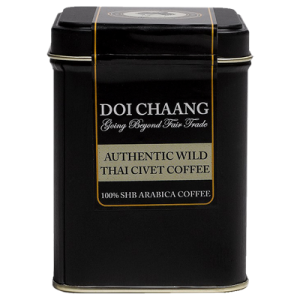 DOI CHAANG
Going Beyond Fair Trade
AUTHENTIC WILD
THAI CIVET COFFEE
100% SHB ARABICA COFFEE